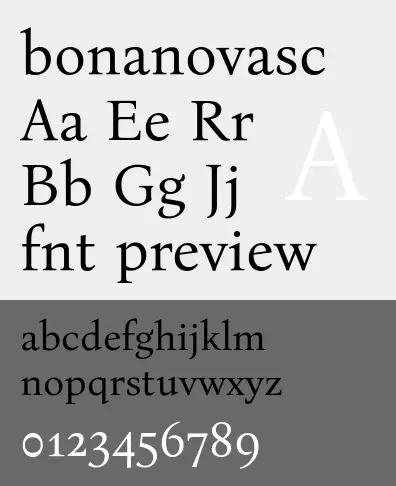 bonanovasc
Aa Ee Rr
A
Bb Gg Jj
fnt preview
abcdefghijklm
nopqrstuvwxyz
0123456789